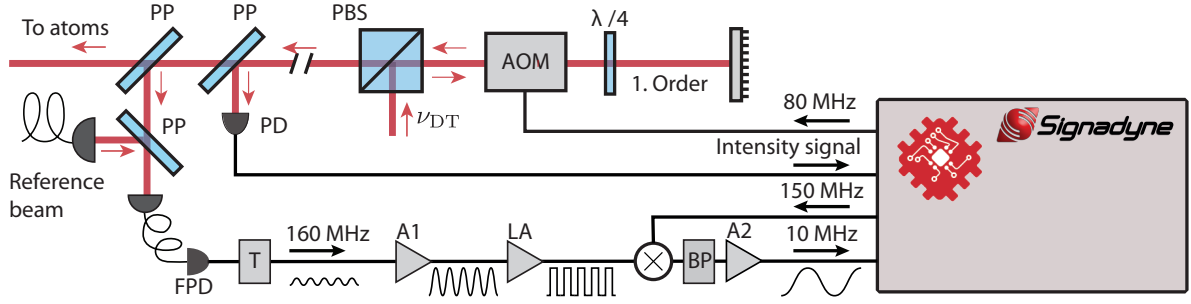 To atoms
PP
PP
PBS
λ /4
AOM
1. Order
80 MHz
Signadyne
PP
PD
νDT
Intensity signal
Reference
beam
150 MHz
160 MHz
A1
LA
A2
10 MHz
T
BP
FPD